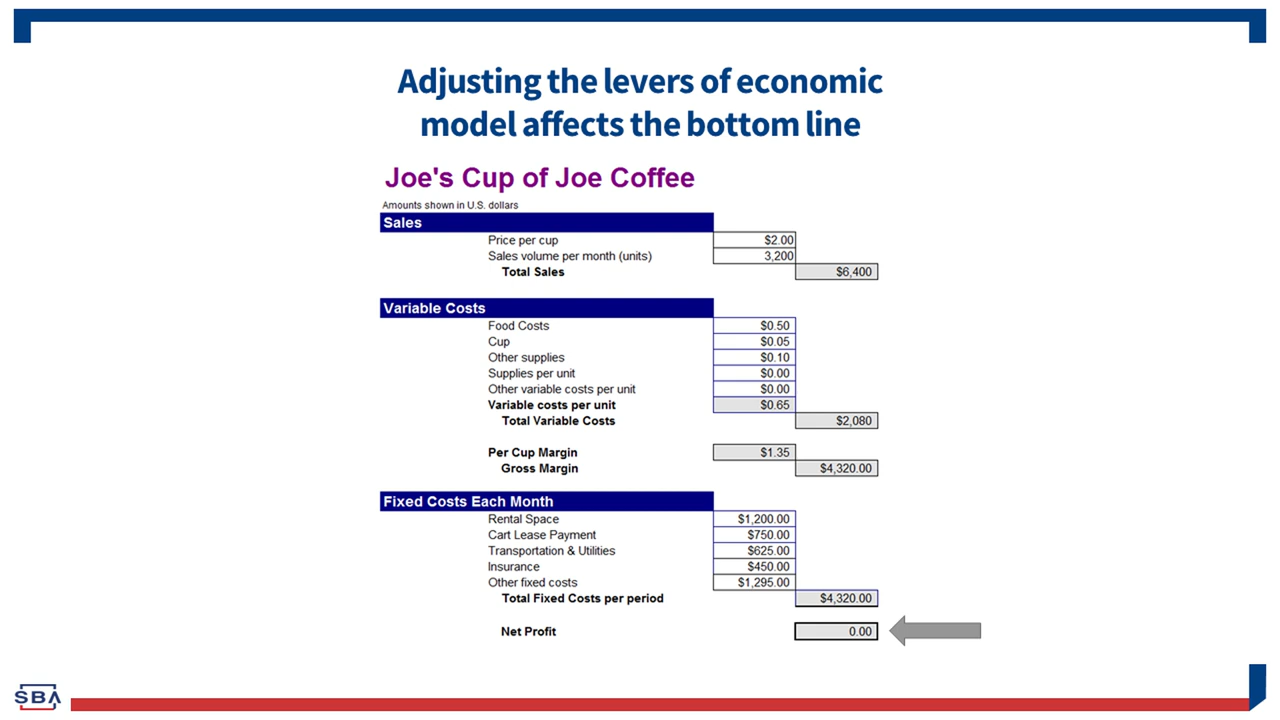 Adjusting the levers of economic
model affects the bottom line
Joe's Cup of Joe Coffee
Amounts shown in U.S. dollars
Sales
Price per cup $2.00
Sales volume per month (units) 3,200
Total Sales $6,400
Variable Costs
Food Costs $0.50
Cup $0.05
Other supplies $0.10
Supplies per unit $0.00
Other variable costs per unit $0.00
Variable costs per unit $0.65
Total Variable Costs $2,080
Per Cup Margin $1.35
Gross Margin $4,320.00
Fixed Costs Each Month
Rental Space $1,200.00
Cart Lease Payment $750.00
Transportation & Utilities $625.00
Insurance $450.00
Other fixed costs $1,295.00
Total Fixed Costs per period $4,320.00
Net Profit 0.00
SBA